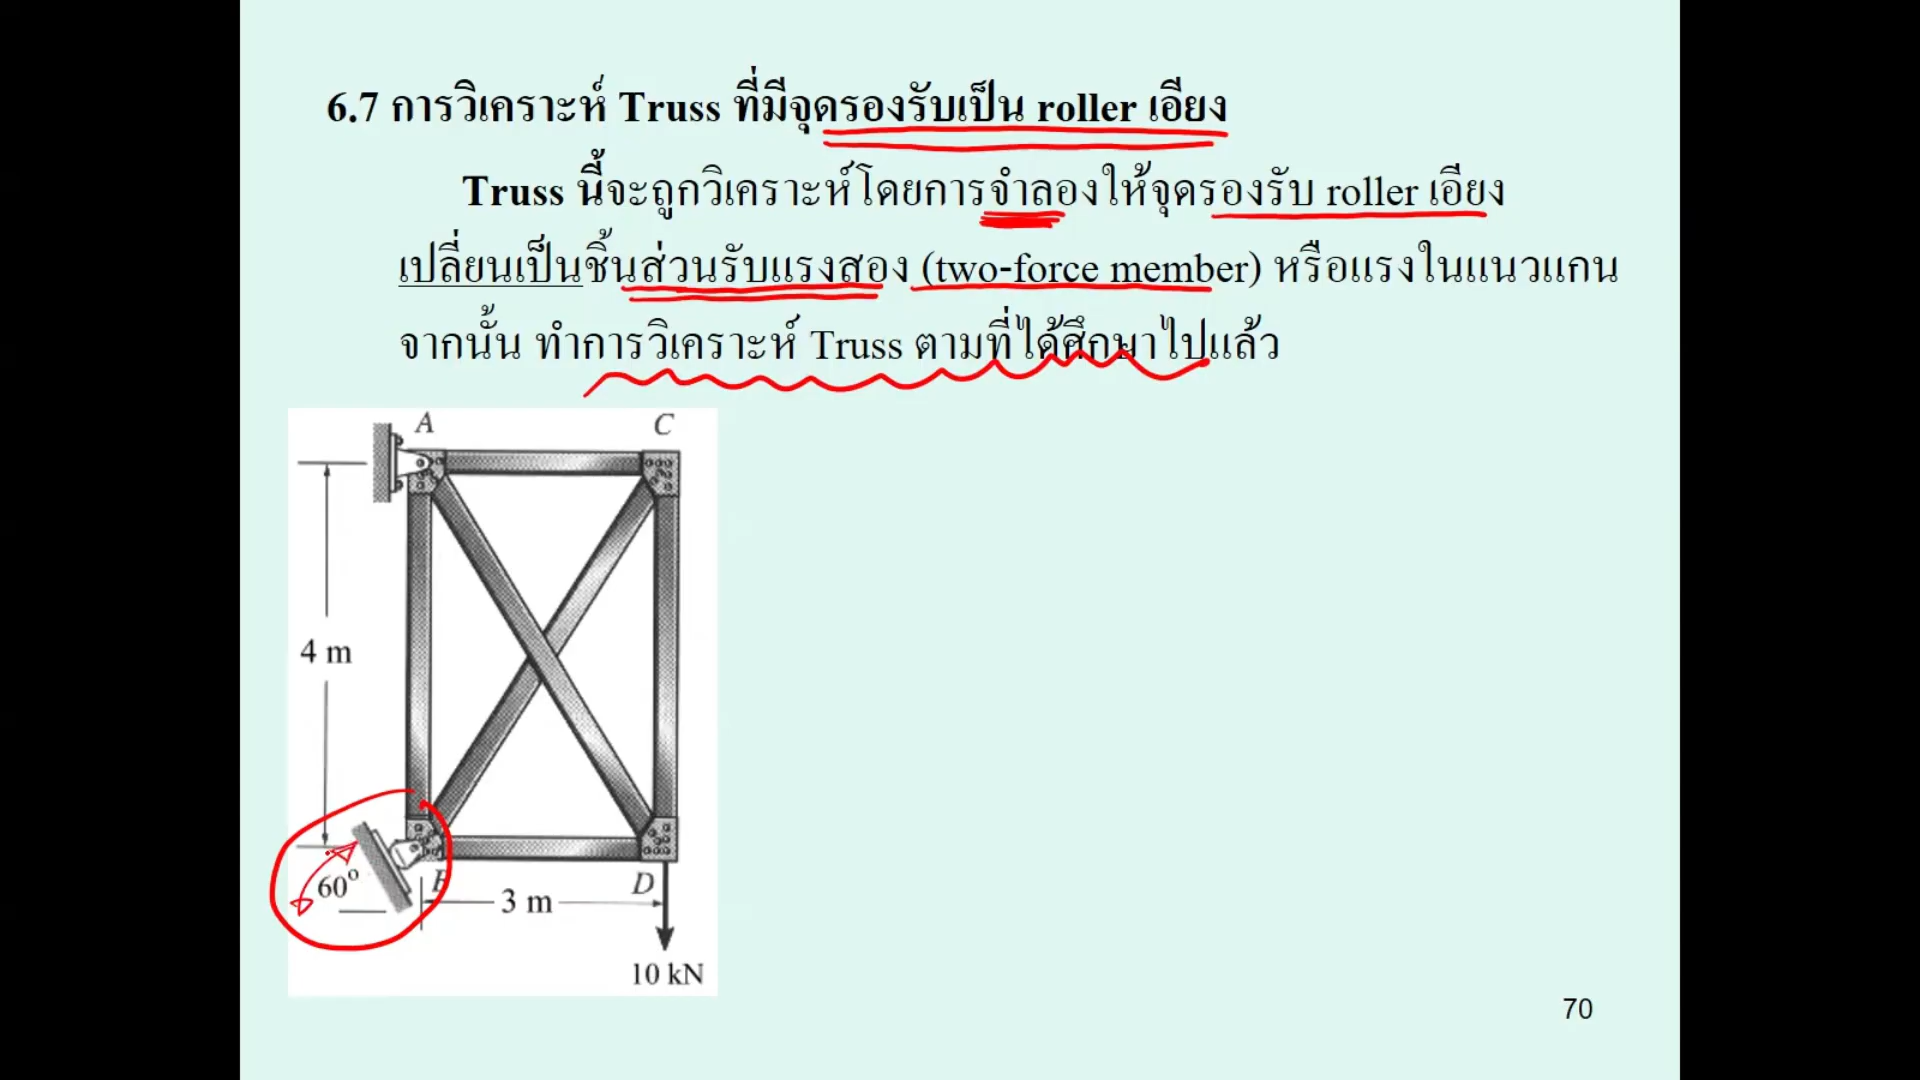 6.7 การวิเคราะห์ Truss ที่มีจุดรองรับเป็น roller เอียง
Truss นี้จะถูกวิเคราะห์โดยการจำลองให้จุดรองรับ roller เอียง
เปลี่ยนเป็นชิ้นส่วนรับแรงสอง (two-force member) หรือแรงในแนวแกน
จากนั้น ทำการวิเคราะห์ Truss ตามที่ได้ศึกษาไปแล้ว
A
C
4 m
60°
B
D
3 m
10 kN
70